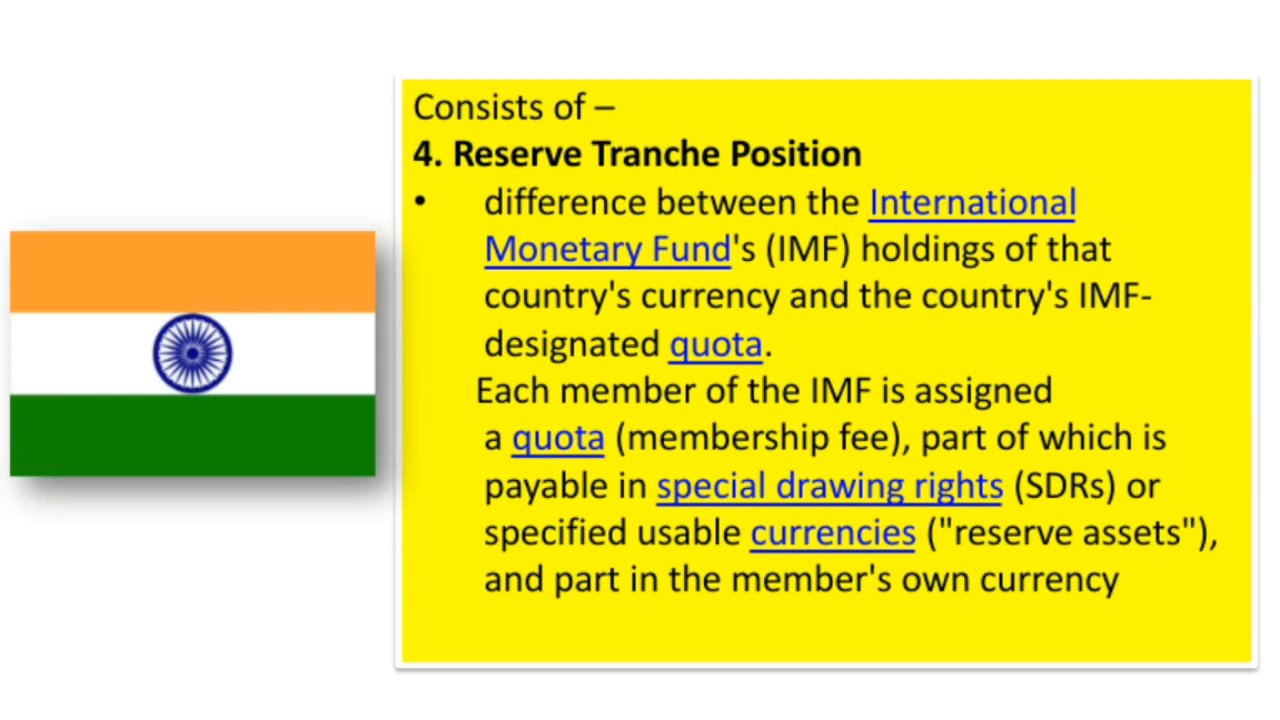 Consists of –
4. Reserve Tranche Position
• difference between the International
Monetary Fund's (IMF) holdings of that
country's currency and the country's IMF-
designated quota.
Each member of the IMF is assigned
a quota (membership fee), part of which is
payable in special drawing rights (SDRs) or
specified usable currencies ("reserve assets"),
and part in the member's own currency